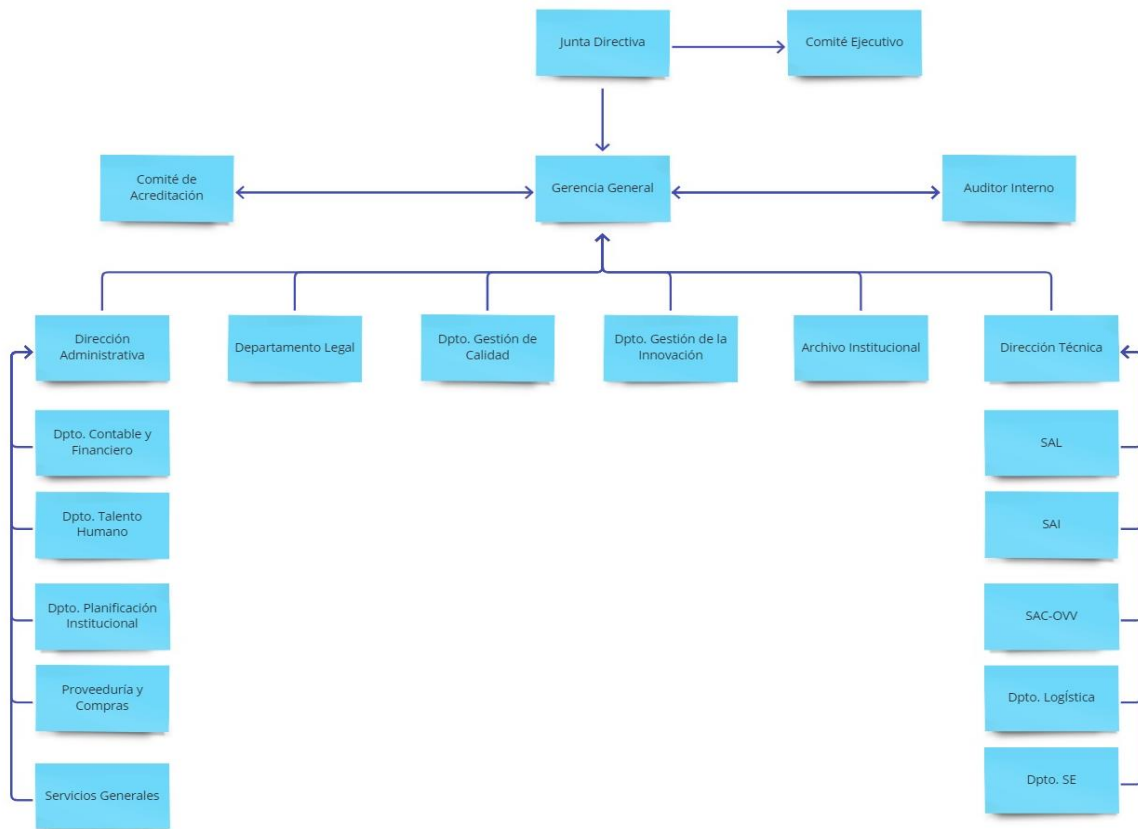 Junta Directiva
Comité Ejecutivo
Comité de
Acreditación
Gerencia General
Auditor Interno
Dirección
Administrativa
Departamento Legal
Dpto. Gestión de
Calidad
Dpto. Gestión de la
Innovación
Archivo Institucional
Dirección Técnica
Dpto. Contable y
Financiero
SAL
Dpto. Talento
Humano
SAI
Dpto. Planificación
Institucional
SAC-OVV
Proveeduría y
Compras
Dpto. Logística
Servicios Generales
Dpto. SE